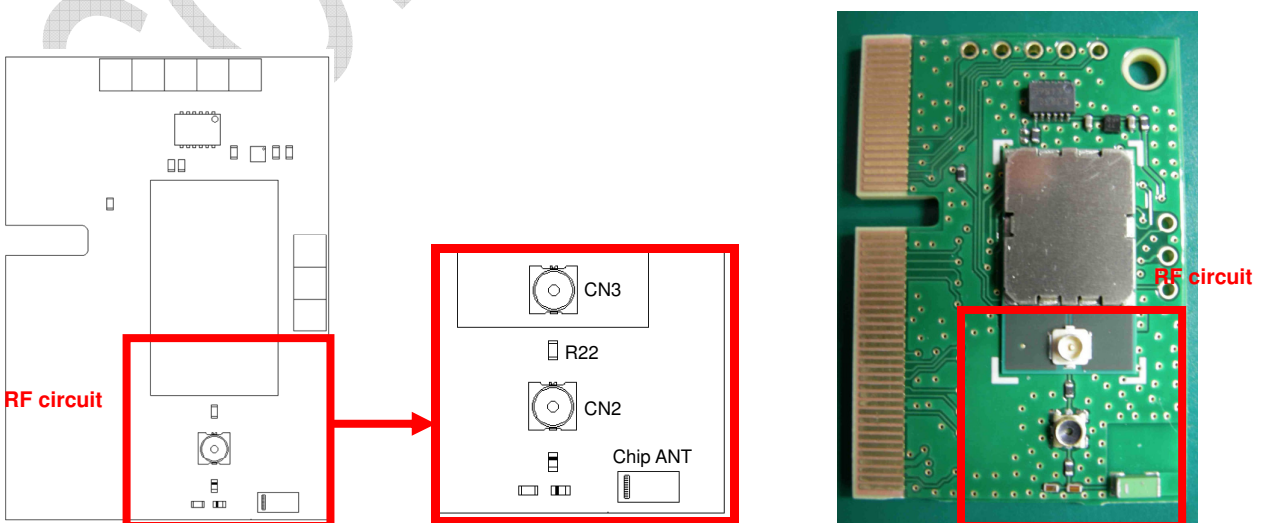 RF circuit
CN3
R22
CN2
Chip ANT
RF circuit